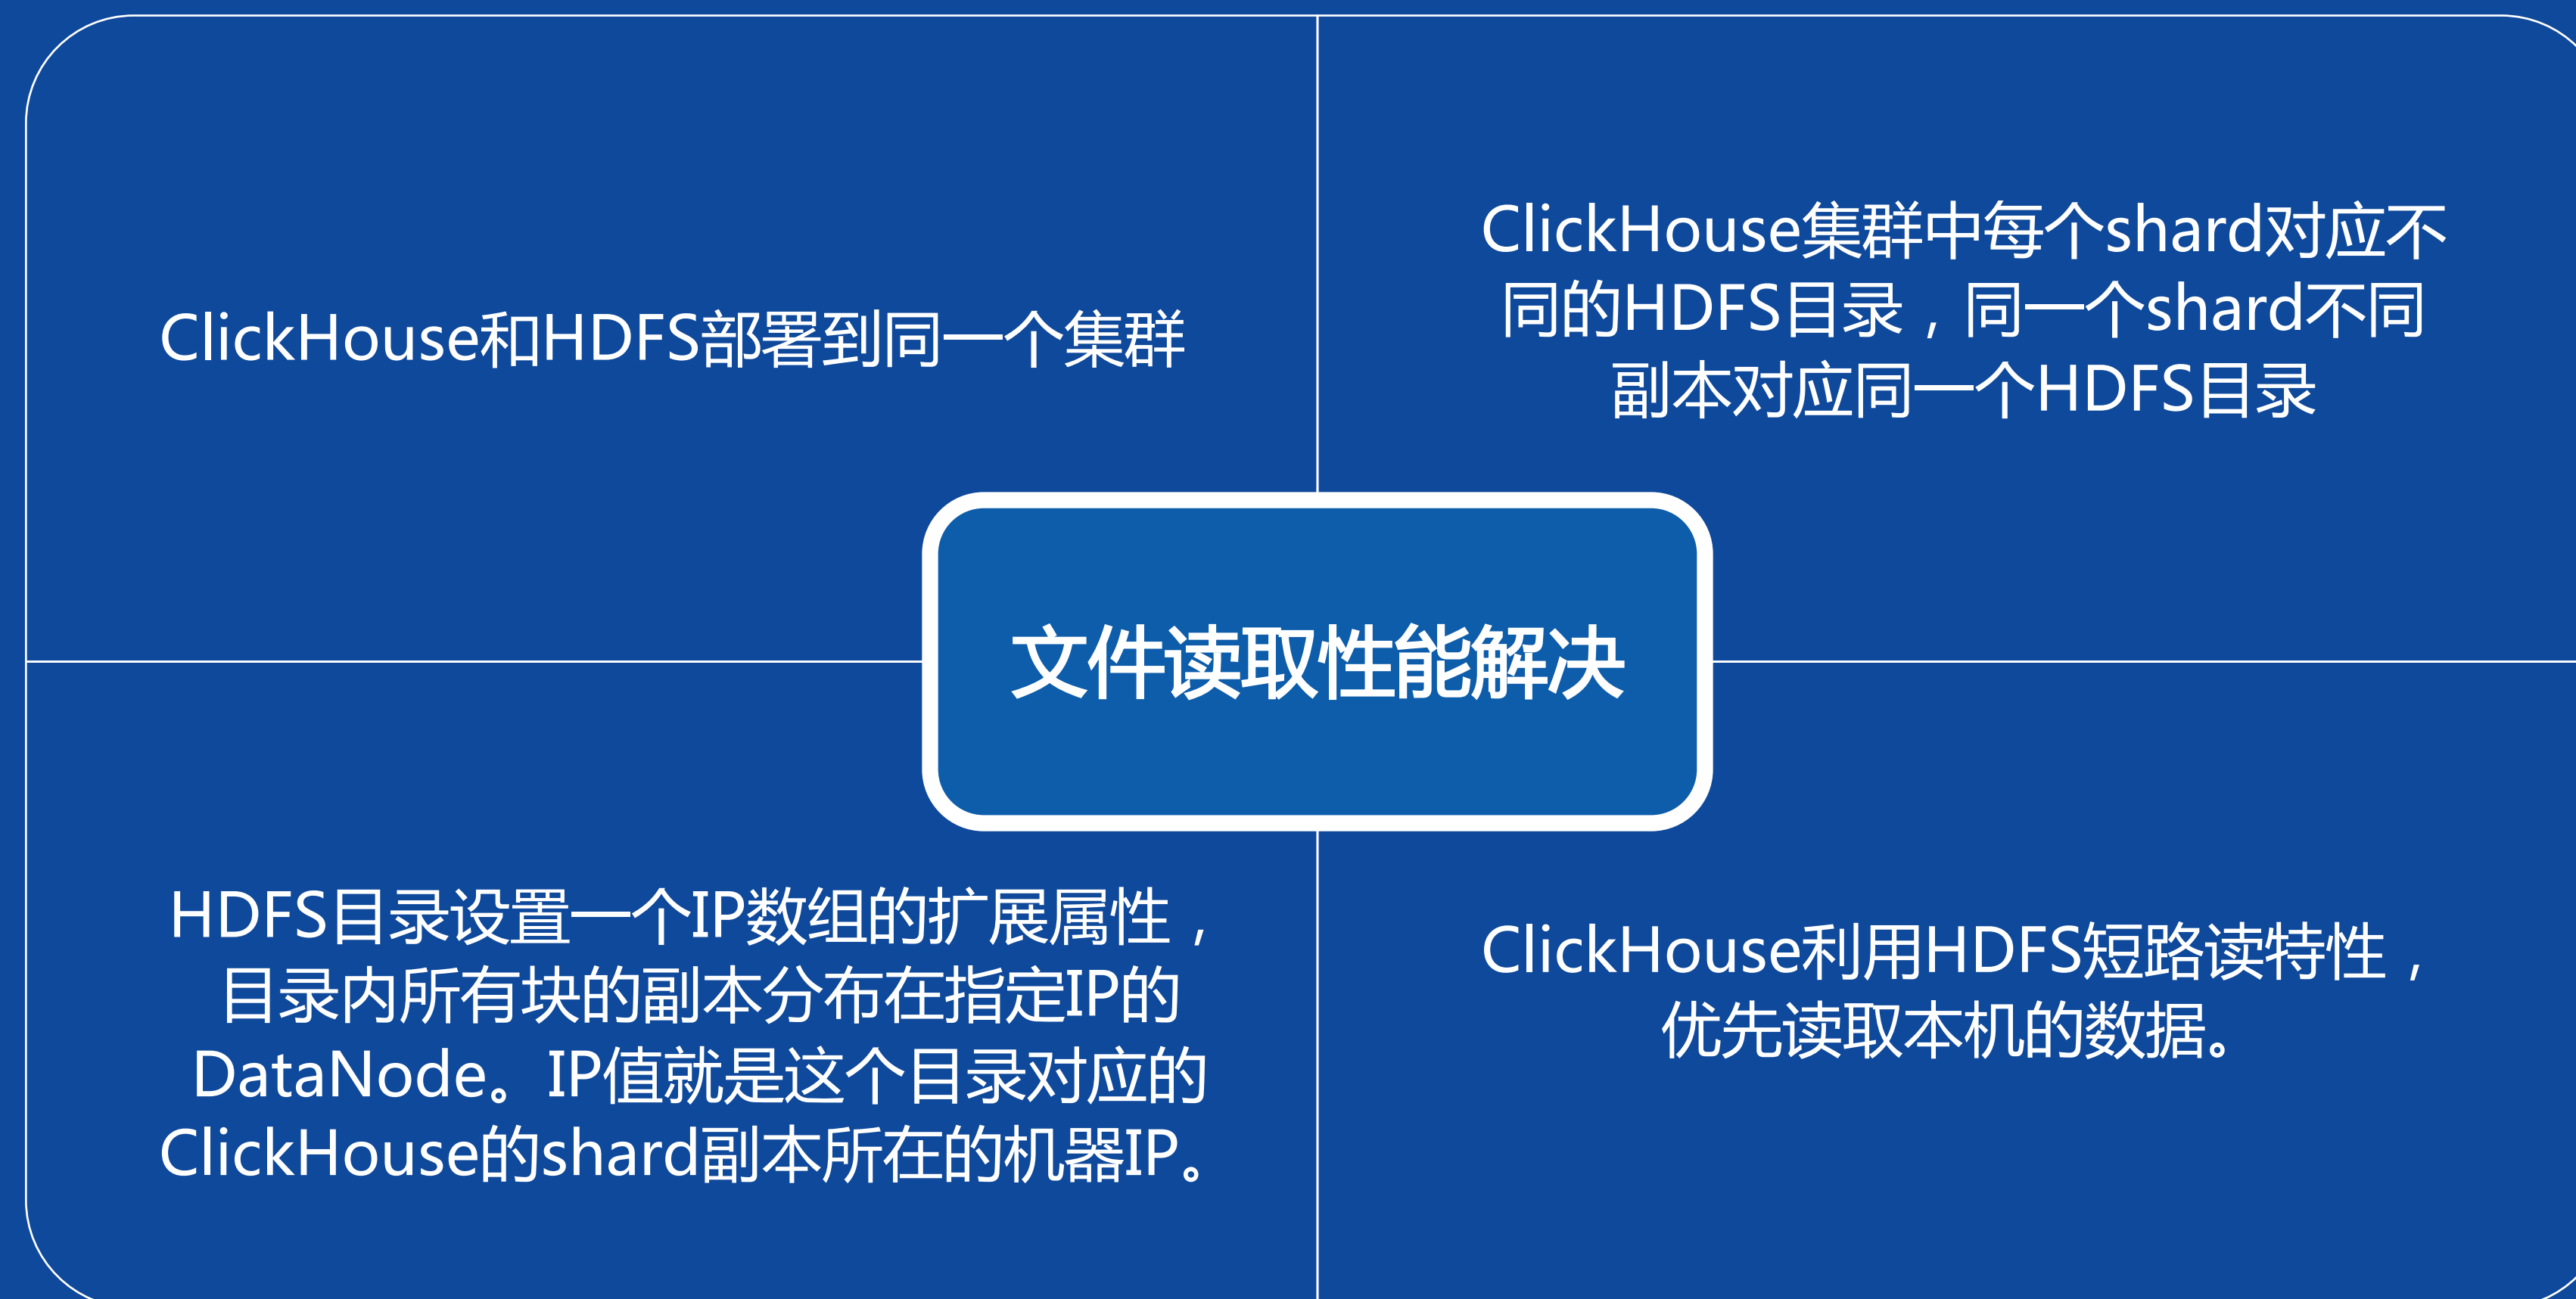 ClickHouse和HDFS部署到同一个集群
ClickHouse集群中每个shard对应不
同的HDFS目录，同一个shard不同
副本对应同一个HDFS目录
文件读取性能解决
HDFS目录设置一个IP数组的扩展属性，
目录内所有块的副本分布在指定IP的
DataNode。IP值就是这个目录对应的
ClickHouse的shard副本所在的机器IP。
ClickHouse利用HDFS短路读特性，
优先读取本机的数据。